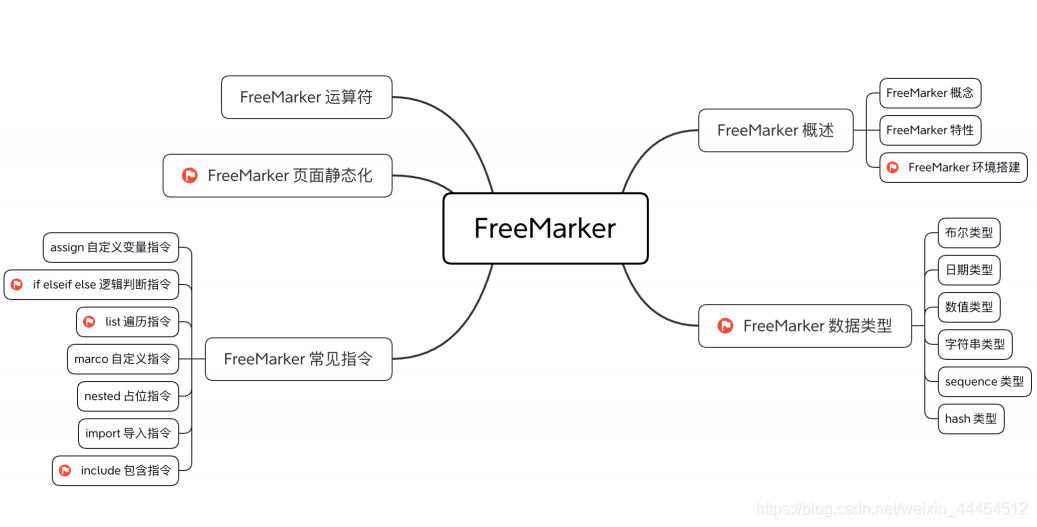 FreeMarker
FreeMarker 概述
FreeMarker 概念
FreeMarker 特性
FreeMarker 环境搭建
FreeMarker 数据类型
布尔类型
日期类型
数值类型
字符串类型
sequence 类型
hash 类型
FreeMarker 运算符
FreeMarker 页面静态化
FreeMarker 常见指令
assign 自定义变量指令
if elseif else 逻辑判断指令
list 遍历指令
marco 自定义指令
nested 占位指令
import 导入指令
include 包含指令
https://blog.csdn.net/weixin_44454512